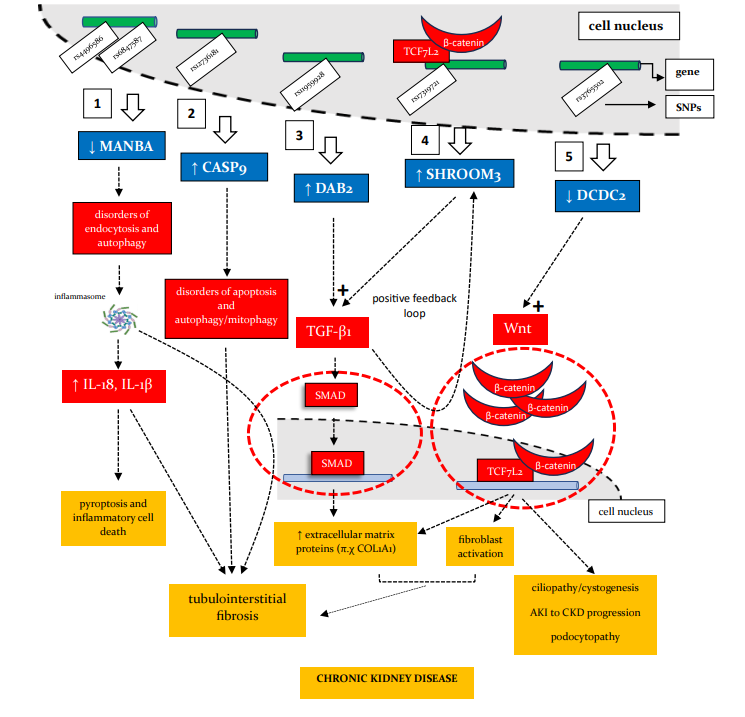 cell nucleus
β-catenin
TCF7L2
rs4496586
rs6847587
rs12736181
rs11959928
rs17319721
rs3765502
gene
SNPs
1
2
3
4
5
↓ MANBA
↑ CASP9
↑ DAB2
↑ SHROOM3
↓ DCDC2
disorders of
endocytosis and
autophagy
inflammasome
disorders of apoptosis
and
autophagy/mitophagy
+
positive feedback
loop
+
TGF-β1
Wnt
↑ IL-18, IL-1β
SMAD
β-catenin
β-catenin
β-catenin
SMAD
TCF7L2
β-catenin
cell nucleus
pyroptosis and
inflammatory cell
death
↑ extracellular matrix
proteins (π.χ COL1A1)
fibroblast
activation
tubulointerstitial
fibrosis
ciliopathy/cystogenesis
AKI to CKD progression
podocytopathy
CHRONIC KIDNEY DISEASE